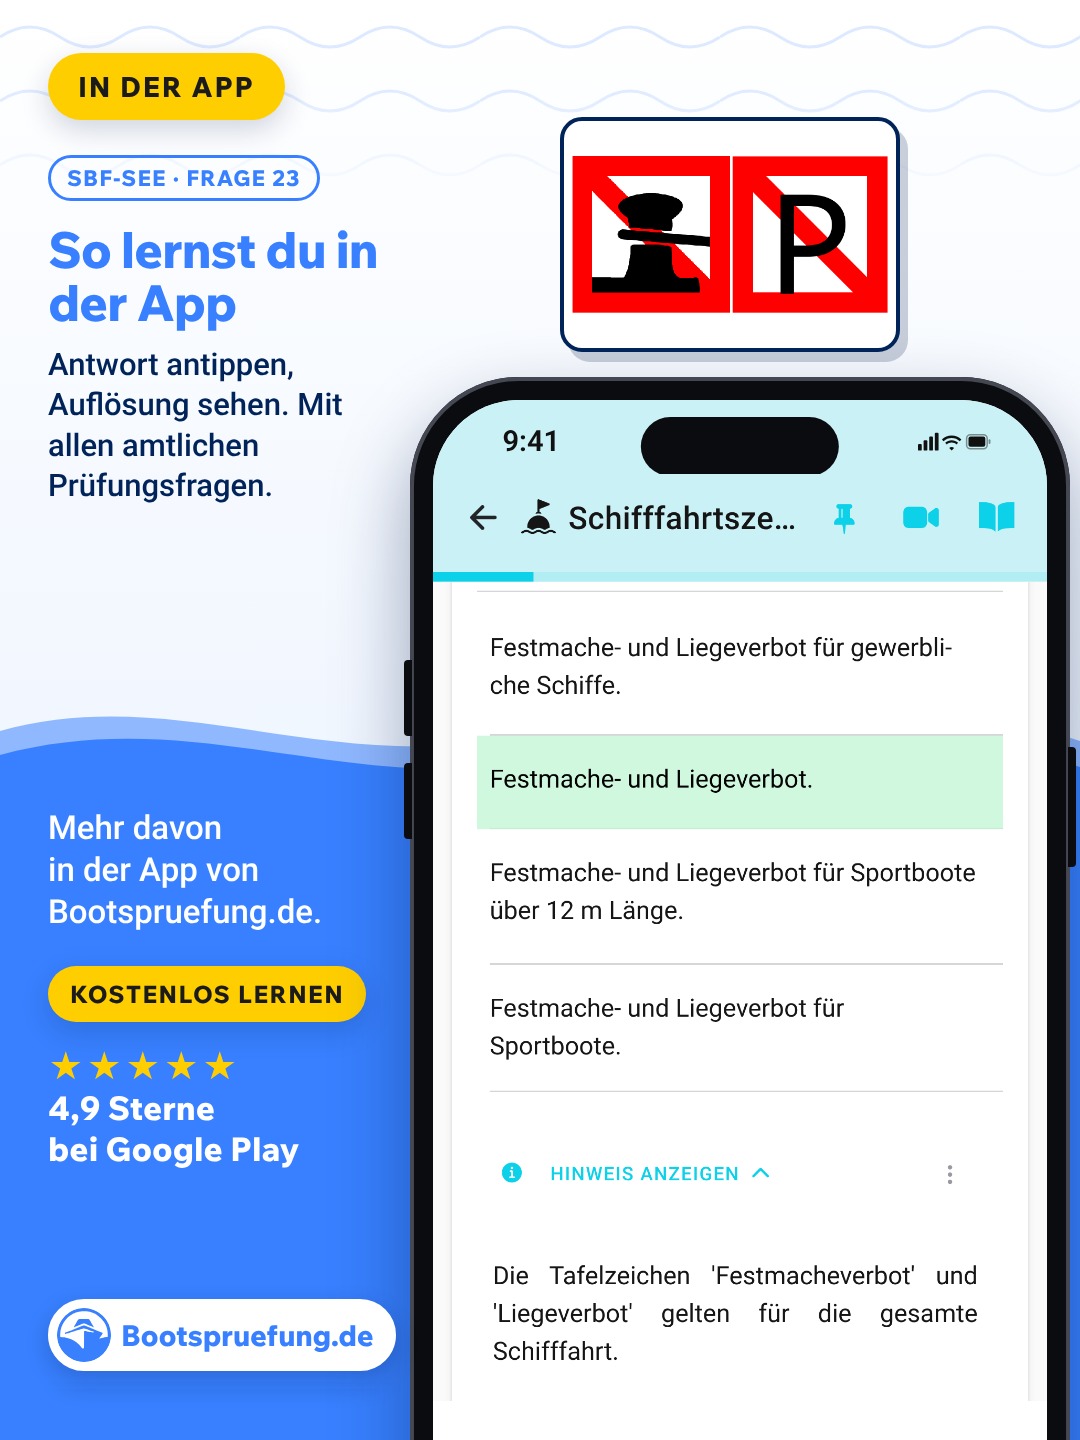 IN DER APP
SBF-SEE · FRAGE 23
So lernst du in
der App
Antwort antippen,
Auflösung sehen. Mit
allen amtlichen
Prüfungsfragen.
P
9:41
Schifffahrtsze...
Festmache- und Liegeverbot für gewerbli-
che Schiffe.
Festmache- und Liegeverbot.
Festmache- und Liegeverbot für Sportboote
über 12 m Länge.
Festmache- und Liegeverbot für
Sportboote.
HINWEIS ANZEIGEN
Die Tafelzeichen 'Festmacheverbot' und
'Liegeverbot' gelten für die gesamte
Schifffahrt.
Mehr davon
in der App von
Bootspruefung.de.
KOSTENLOS LERNEN
★★★★★
4,9 Sterne
bei Google Play
Bootspruefung.de